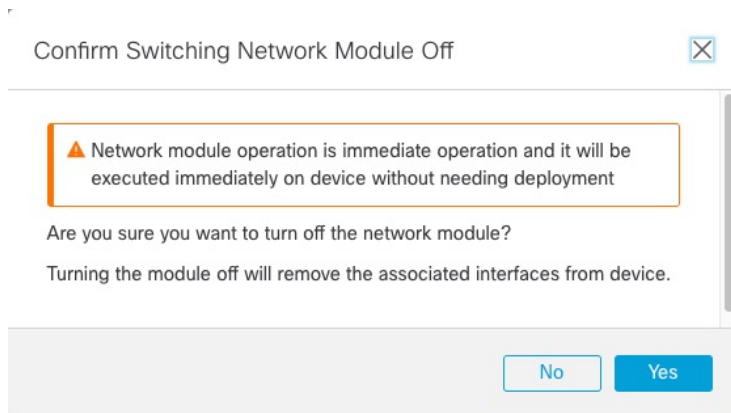 Confirm Switching Network Module Off
Network module operation is immediate operation and it will be
executed immediately on device without needing deployment
Are you sure you want to turn off the network module?
Turning the module off will remove the associated interfaces from device.
No
Yes